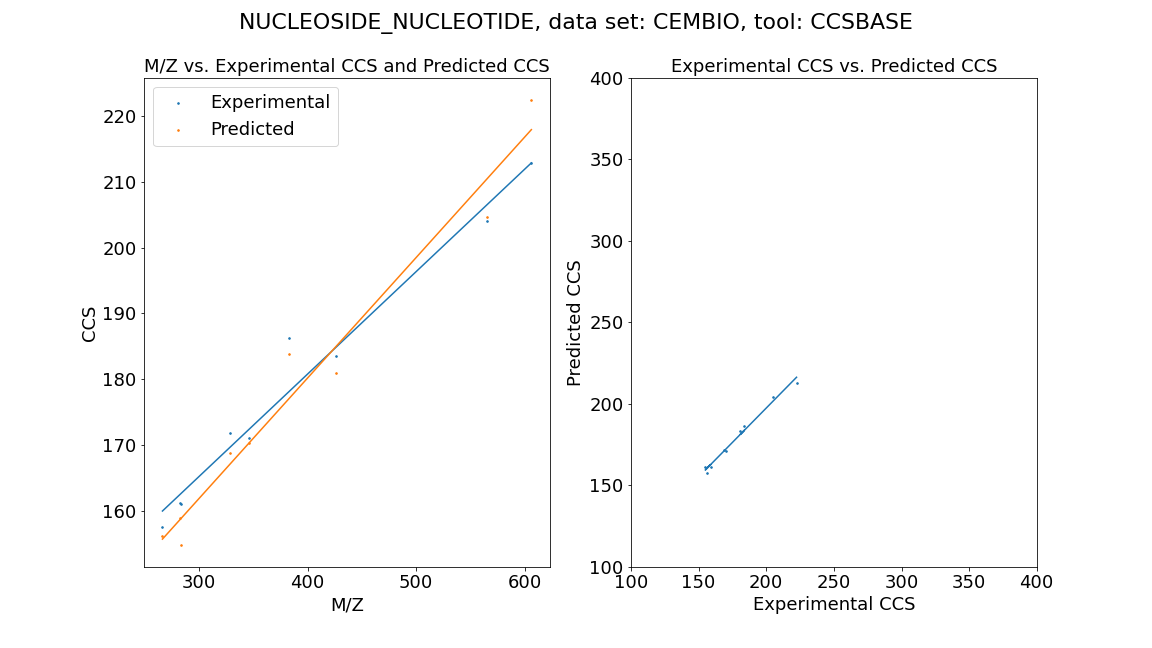 NUCLEOSIDE_NUCLEOTIDE, data set: CEMBIO, tool: CCSBASE
M/Z vs. Experimental CCS and Predicted CCS
Experimental
Predicted
220
210
200
190
180
170
160
CCS
300
400
500
600
M/Z
Experimental CCS vs. Predicted CCS
400
350
300
250
200
150
100
Predicted CCS
100
150
200
250
300
350
400
Experimental CCS